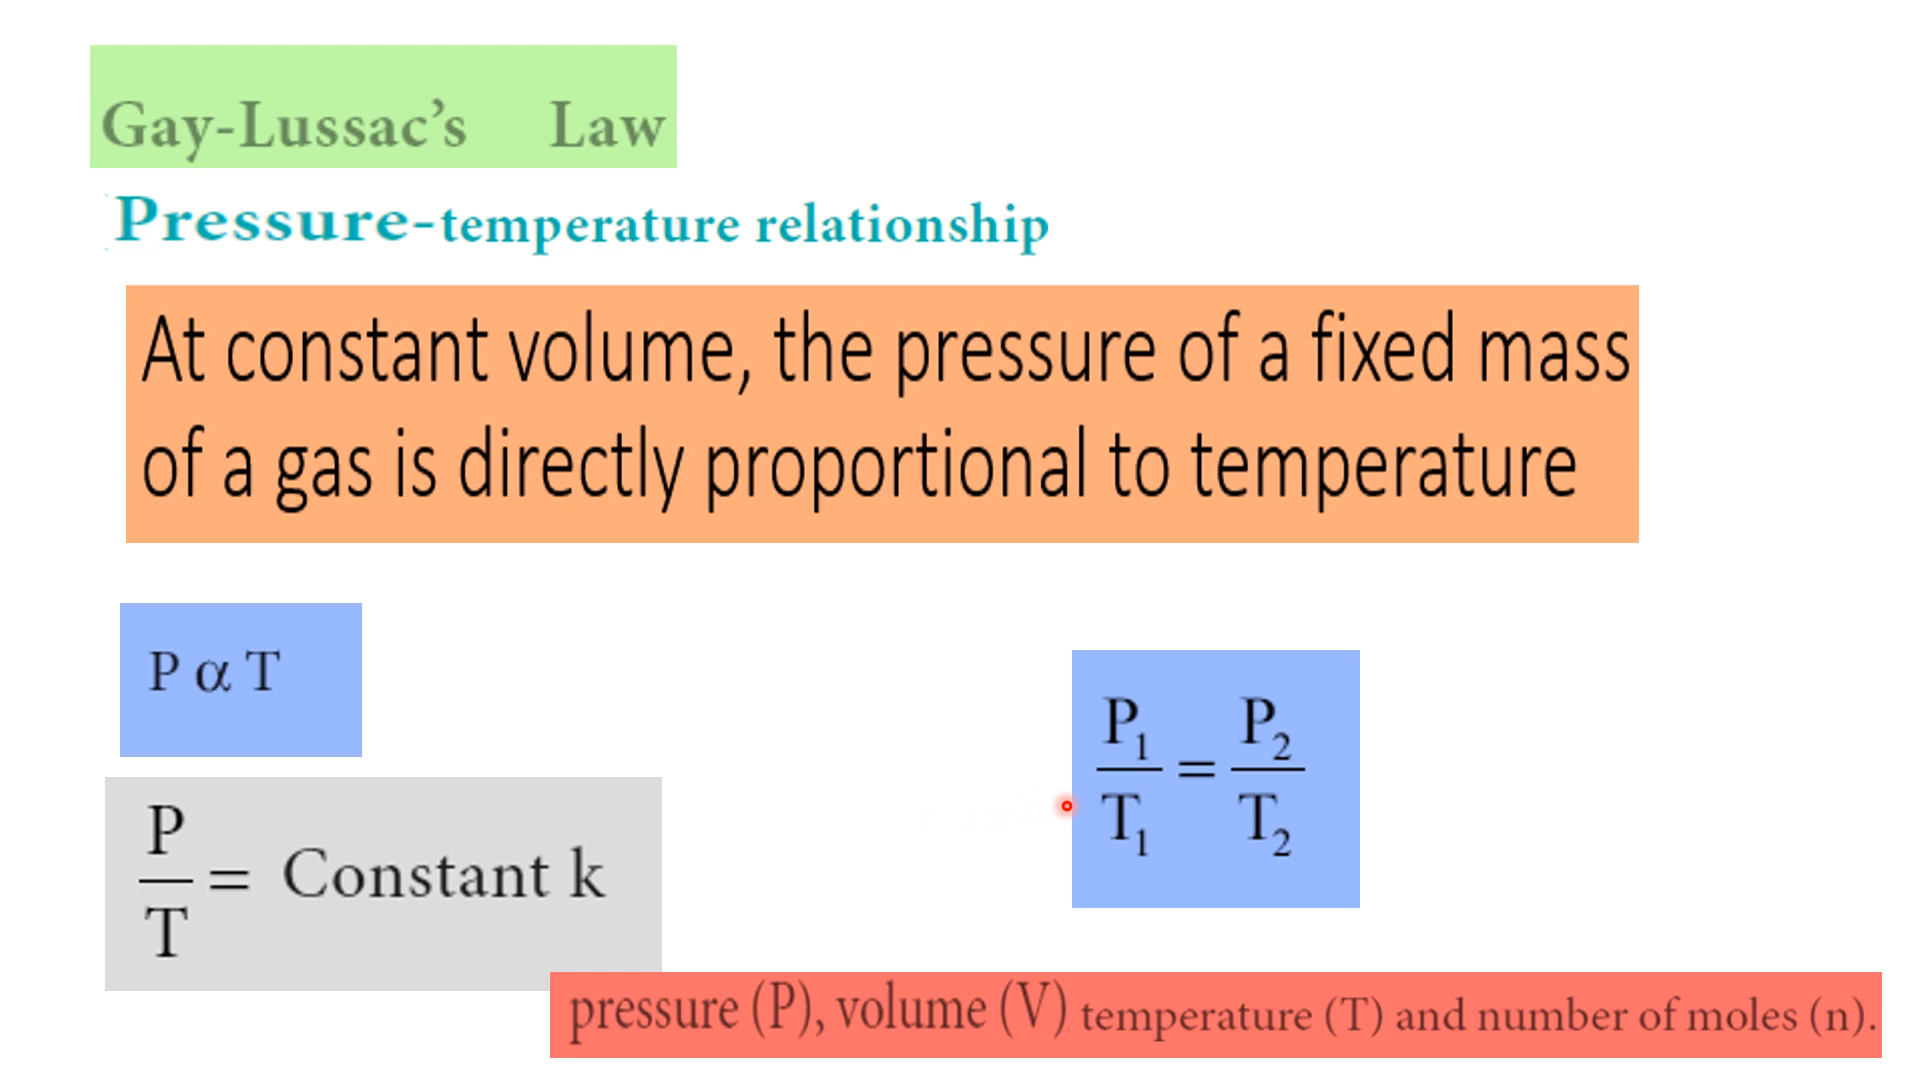 Gay-Lussac’s Law
Pressure-temperature relationship
At constant volume, the pressure of a fixed mass
of a gas is directly proportional to temperature
P α T
P/T = Constant k
P₁/T₁ = P₂/T₂
pressure (P), volume (V) temperature (T) and number of moles (n).